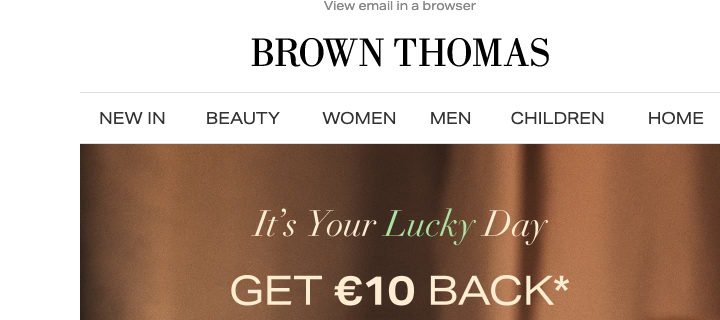 View email in a browser
BROWN THOMAS
NEW IN BEAUTY WOMEN MEN CHILDREN HOME
It's Your Lucky Day
GET €10 BACK*